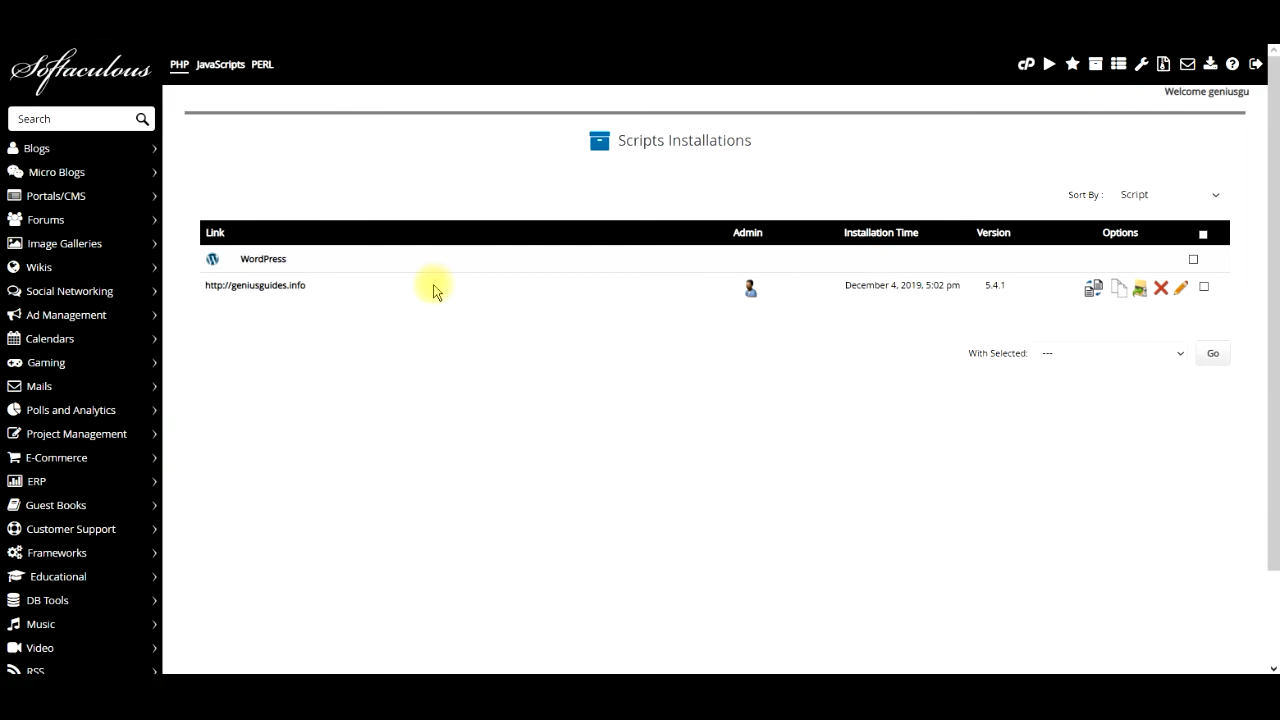 Softaculous
PHP JavaScripts PERL
cP
Welcome geniusgu
Search
Blogs
Micro Blogs
Portals/CMS
Forums
Image Galleries
Wikis
Social Networking
Ad Management
Calendars
Gaming
Mails
Polls and Analytics
Project Management
E-Commerce
ERP
Guest Books
Customer Support
Frameworks
Educational
DB Tools
Music
Video
RSS
Scripts Installations
Sort By : Script
Link Admin Installation Time Version Options
WordPress
http://geniusguides.info December 4, 2019, 5:02 pm 5.4.1
With Selected: --- Go